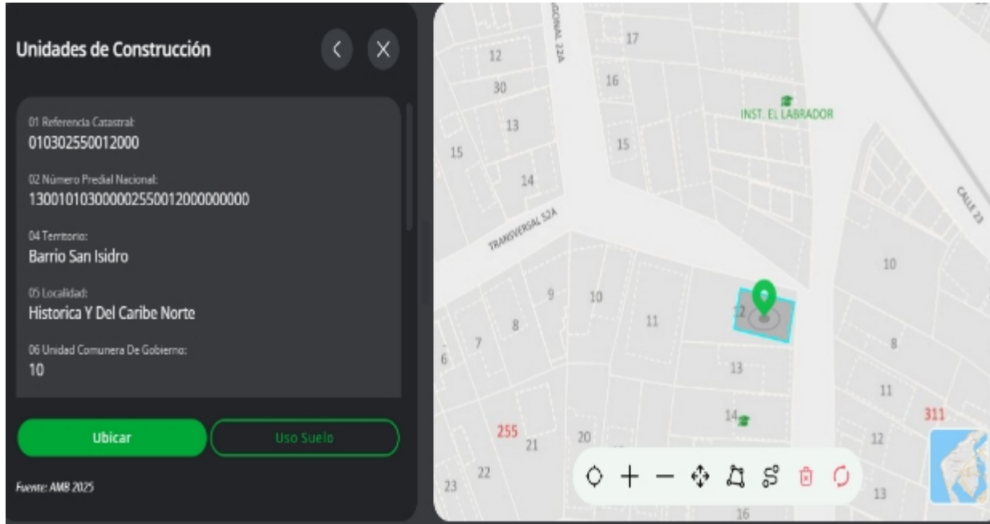 Unidades de Construcción
01 Referencia Catastral:
010302550012000
02 Número Predial Nacional:
130010103000002550012000000000
04 Territorio:
Barrio San Isidro
05 Localidad:
Historica Y Del Caribe Norte
06 Unidad Comunera De Gobierno:
10
Ubicar
Uso Suelo
Fuente: AMB 2025
DIAGONAL 22A
17
12
16
30
INST. EL LABRADOR
13
15
15
14
CALLE 23
TRANSVERSAL 52A
10
9
10
12
11
8
7
8
6
13
11
14
311
255
20
12
21
22
23
13
16